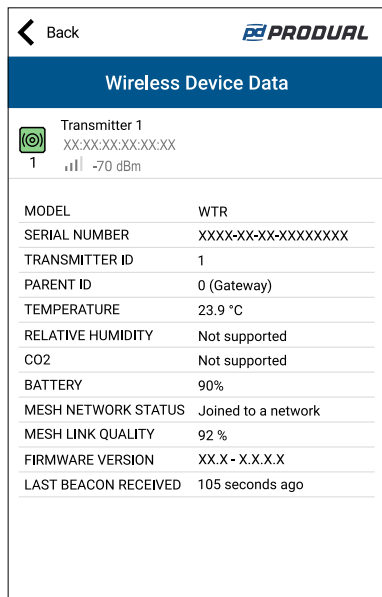 Back
PRODUAL
Wireless Device Data
Transmitter 1
XX:XX:XX:XX:XX:XX
1
-70 dBm
MODEL WTR
SERIAL NUMBER XXXX-XX-XX-XXXXXXXX
TRANSMITTER ID 1
PARENT ID 0 (Gateway)
TEMPERATURE 23.9 °C
RELATIVE HUMIDITY Not supported
CO2 Not supported
BATTERY 90%
MESH NETWORK STATUS Joined to a network
MESH LINK QUALITY 92 %
FIRMWARE VERSION XX.X - X.X.X.X
LAST BEACON RECEIVED 105 seconds ago